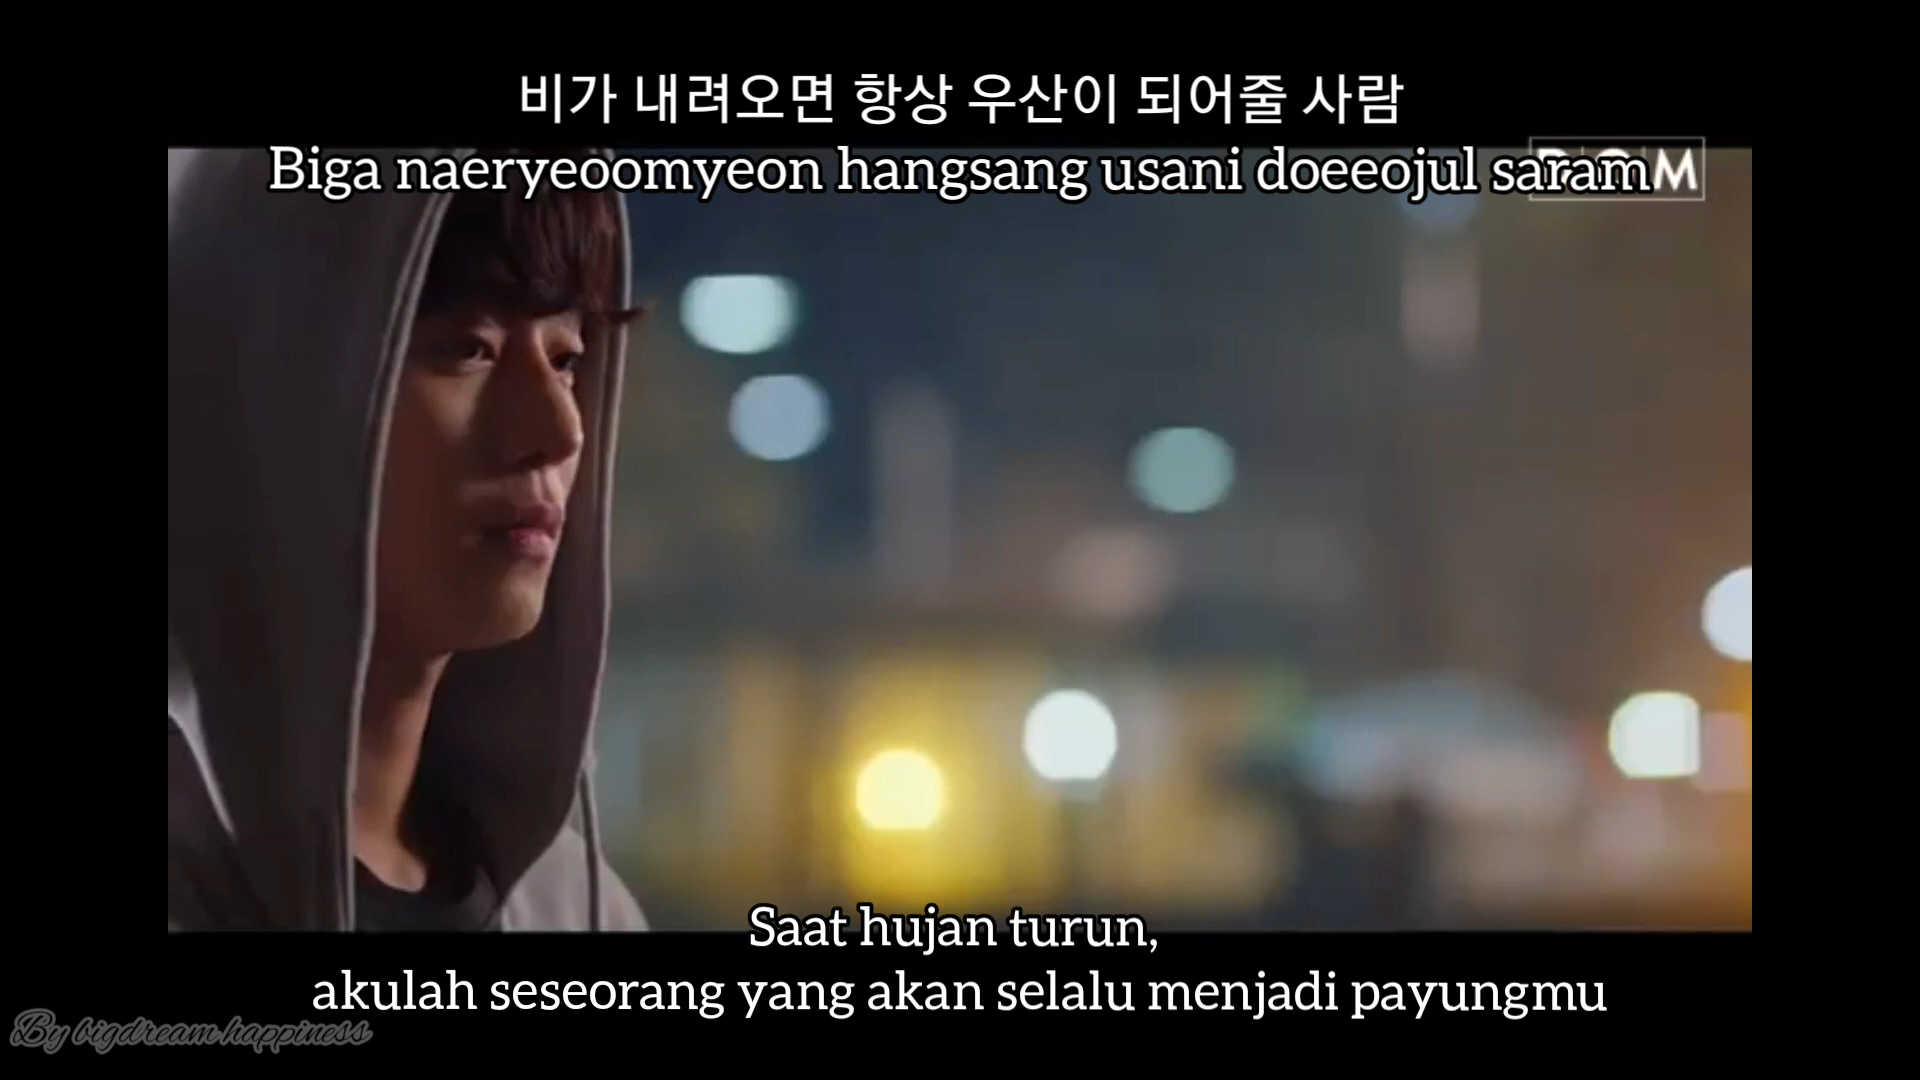 비가 내려오면 항상 우산이 되어줄 사람
Biga naeryeoomyeon hangsang usani doeeojul saram
Saat hujan turun,
akulah seseorang yang akan selalu menjadi payungmu
By bigdream.happiness